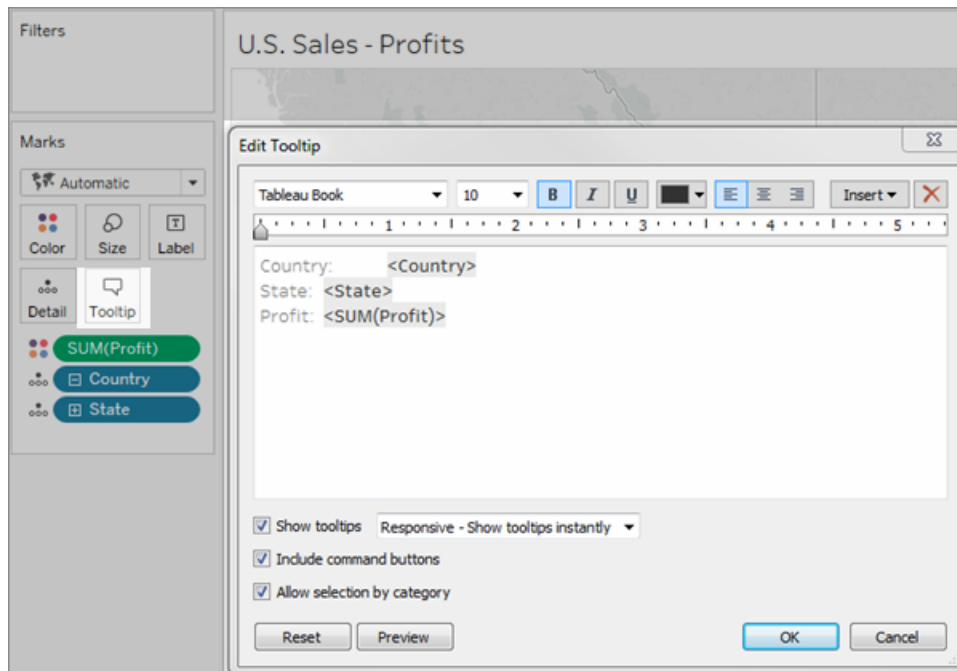 Filters
U.S. Sales - Profits
Marks
Automatic
Color Size Label
Detail Tooltip
SUM(Profit)
Country
State
Edit Tooltip
Tableau Book 10 B I U Insert
1 2 3 4 5
Country: <Country>
State: <State>
Profit: <SUM(Profit)>
Show tooltips Responsive - Show tooltips instantly
Include command buttons
Allow selection by category
Reset Preview OK Cancel